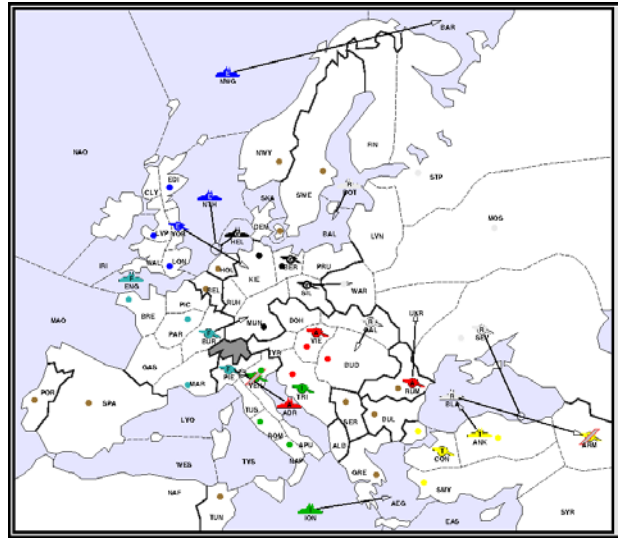 BAR
NWG
NAO
NWY
FIN
STP
SWE
BOT
MOS
EDI
CLY
NTH
SKA
DEN
BAL
LVN
LVP
YOR
HEL
IRI
WAL
LON
HOL
KIE
BER
PRU
ENG
BEL
RUH
SIL
WAR
PIC
BRE
MUN
BOH
UKR
MAO
PAR
BUR
VIE
GAL
SEV
GAS
TYR
BUD
PIE
VEN
MAR
TRI
RUM
BLA
POR
SPA
TUS
ADR
SER
BUL
ANK
ARM
LYO
ROM
APU
ALB
CON
WES
TYS
NAP
GRE
SMY
NAF
TUN
ION
AEG
EAS
SYR